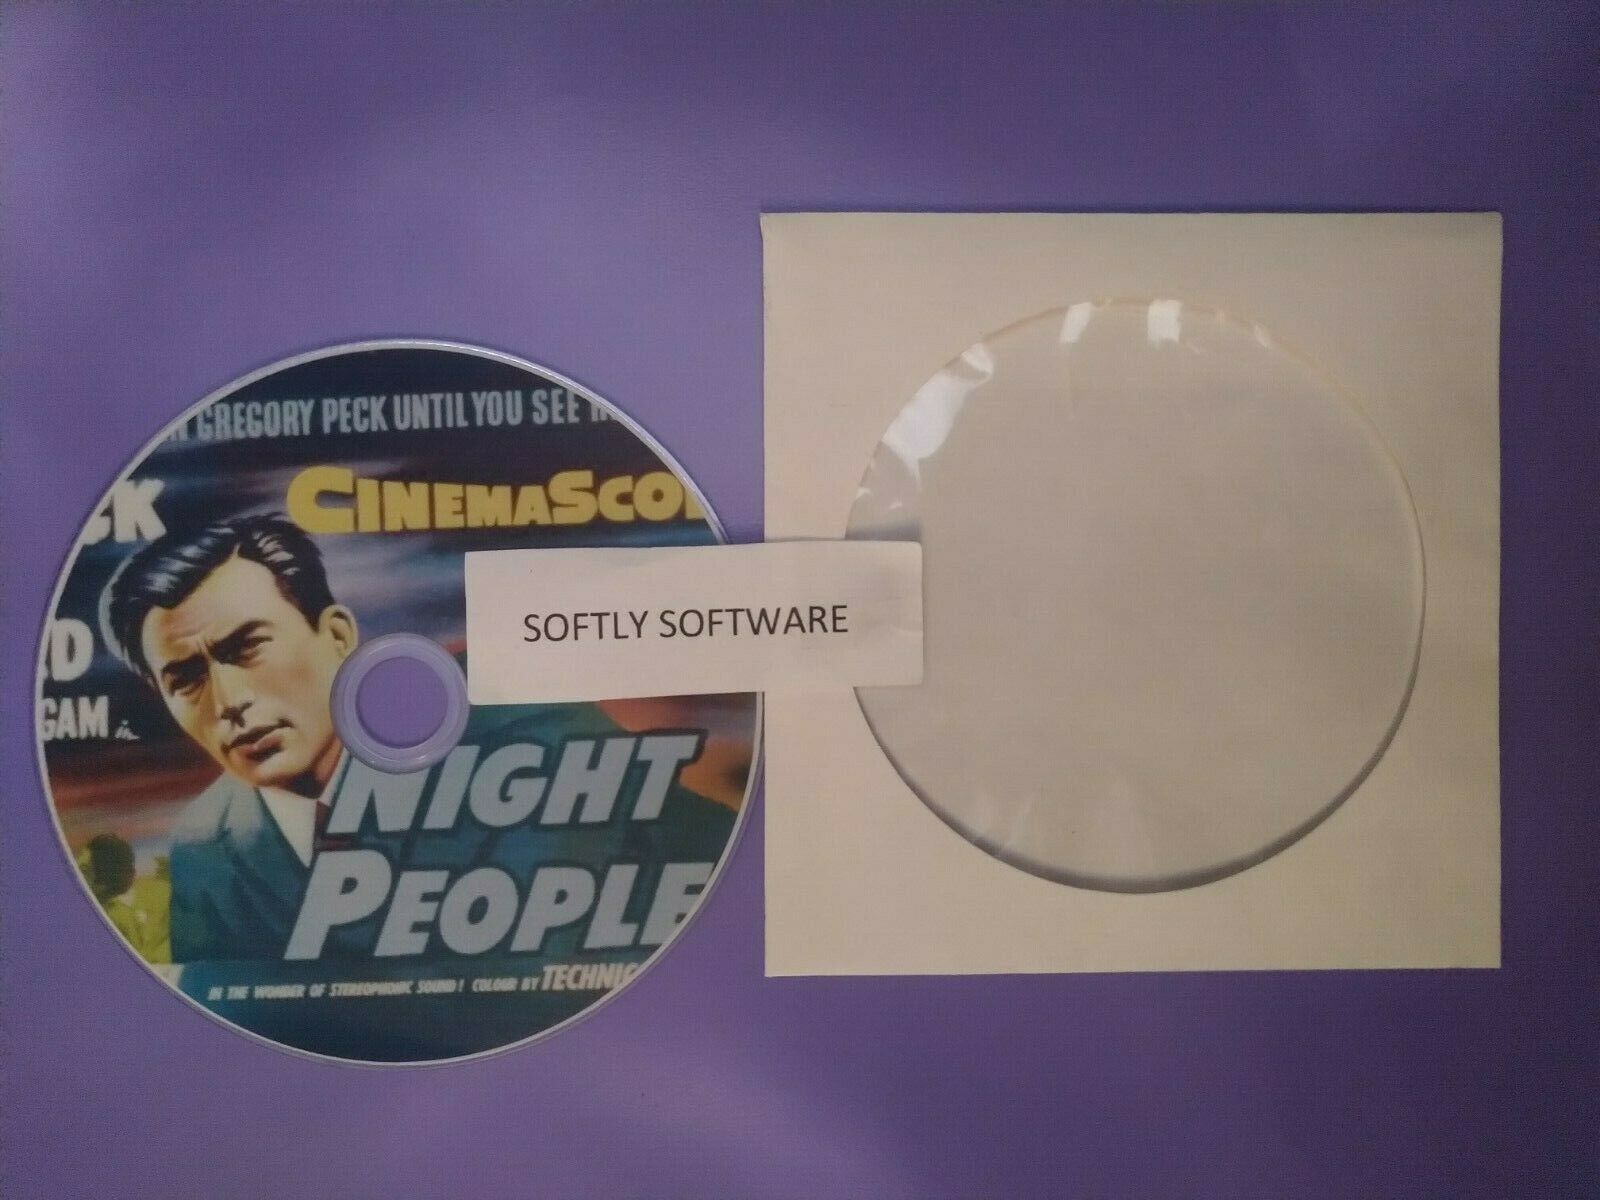 GREGORY PECK UNTIL YOU SEE
CINEMASCO
CK
RD
GAM in
SOFTLY SOFTWARE
NIGHT
PEOPLE
IN THE WONDER OF STEREOPHONIC SOUND! COLOUR BY TECHNIC